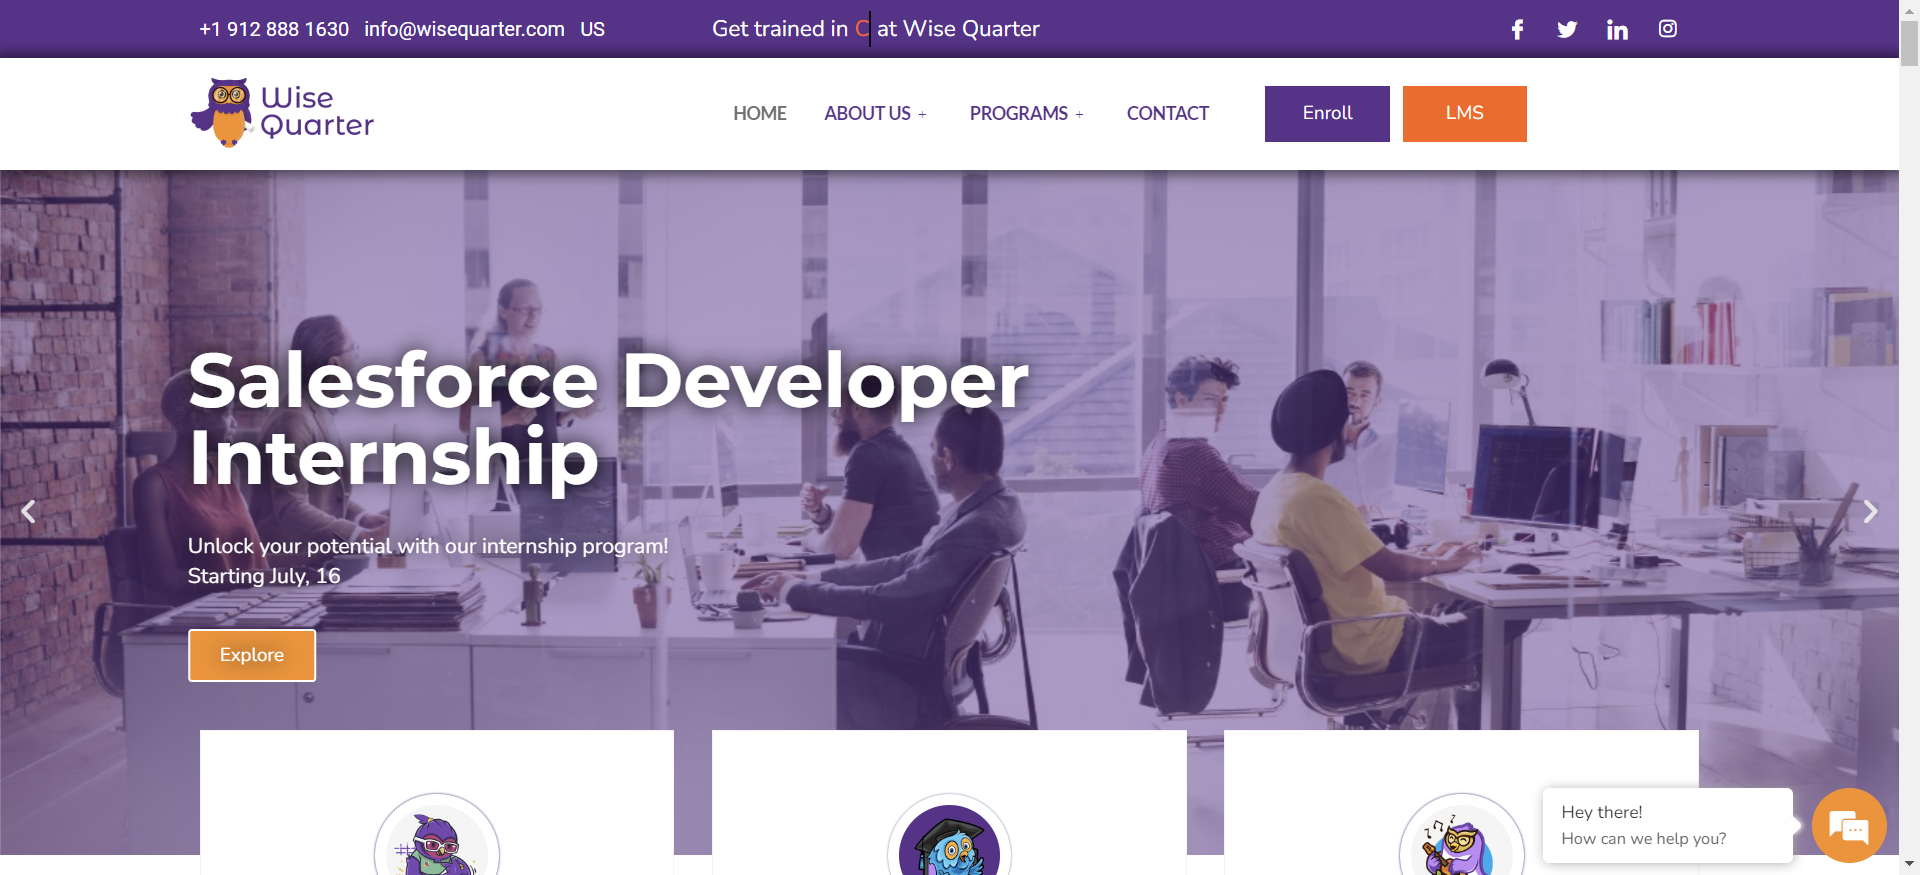 +1 912 888 1630 info@wisequarter.com US
Get trained in C at Wise Quarter
Wise
Quarter
HOME ABOUT US + PROGRAMS + CONTACT
Enroll
LMS
Salesforce Developer
Internship
Unlock your potential with our internship program!
Starting July, 16
Explore
Hey there!
How can we help you?